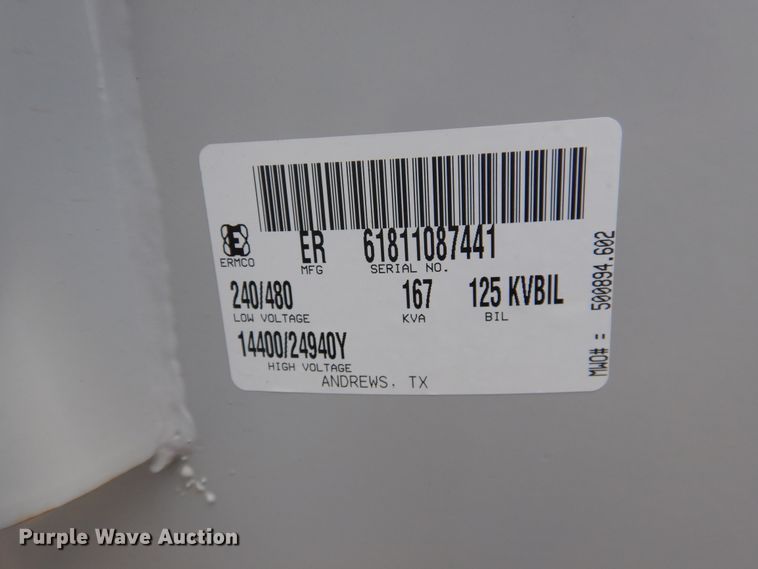 E
ERMCO
ER 61811087441
MFG SERIAL NO.
240/480 167 125 KVBIL
LOW VOLTAGE KVA BIL
14400/24940Y
HIGH VOLTAGE
ANDREWS, TX
MWO# = 500894.602
Purple Wave Auction